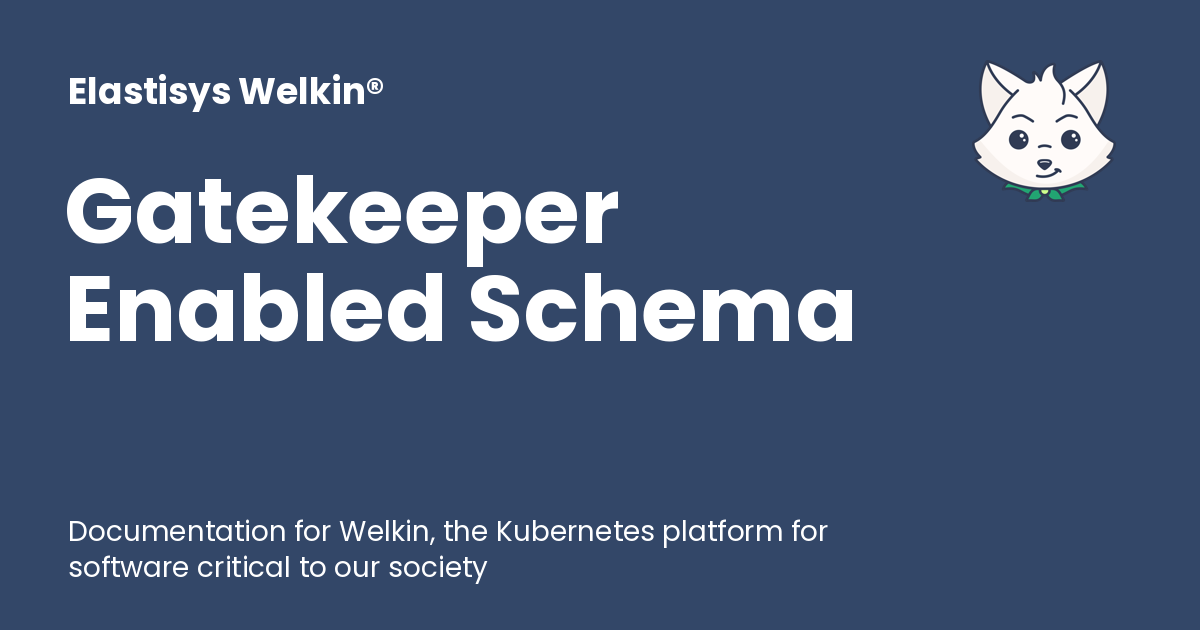 Elastisys Welkin®
Gatekeeper
Enabled Schema
Documentation for Welkin, the Kubernetes platform for
software critical to our society